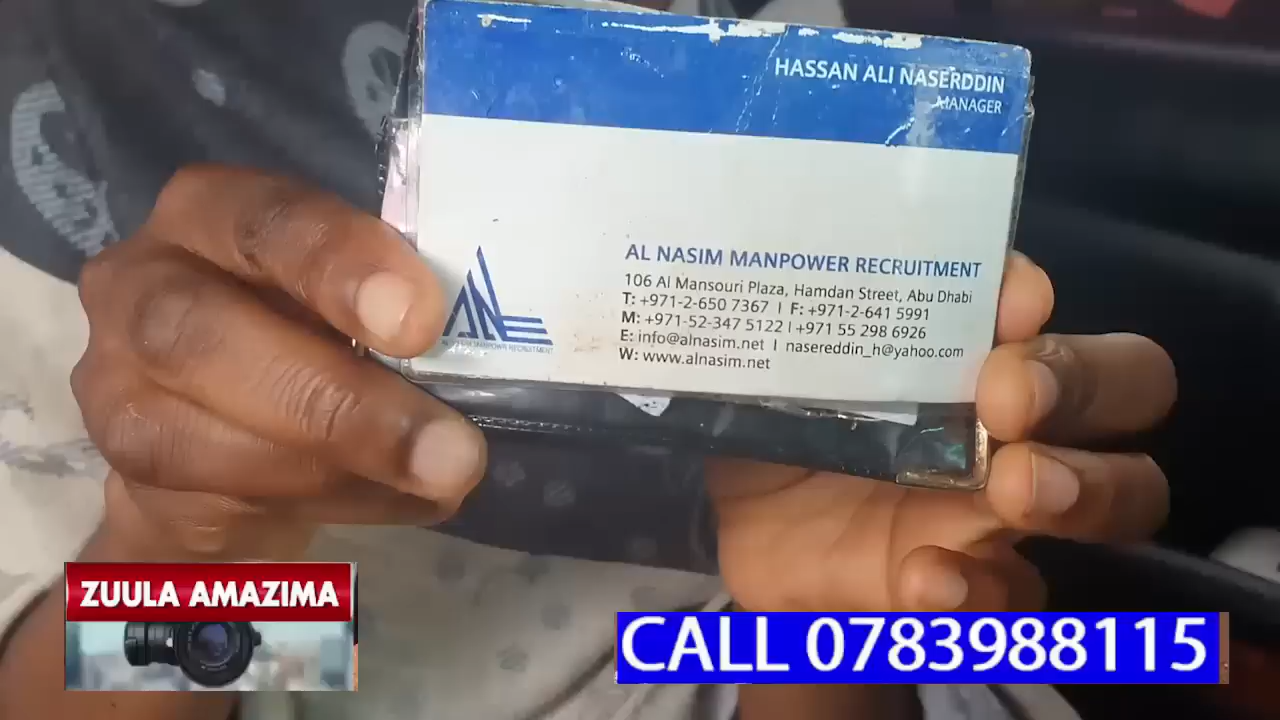 HASSAN ALI NASERDDIN
MANAGER
AL NASIM MANPOWER RECRUITMENT
106 Al Mansouri Plaza, Hamdan Street, Abu Dhabi
T: +971-2-650 7367 | F: +971-2-641 5991
M: +971-52-347 5122 | +971 55 298 6926
E: info@alnasim.net | nasereddin_h@yahoo.com
W: www.alnasim.net
MANPOWR RECRUITMENT
ZUULA AMAZIMA
CALL 0783988115